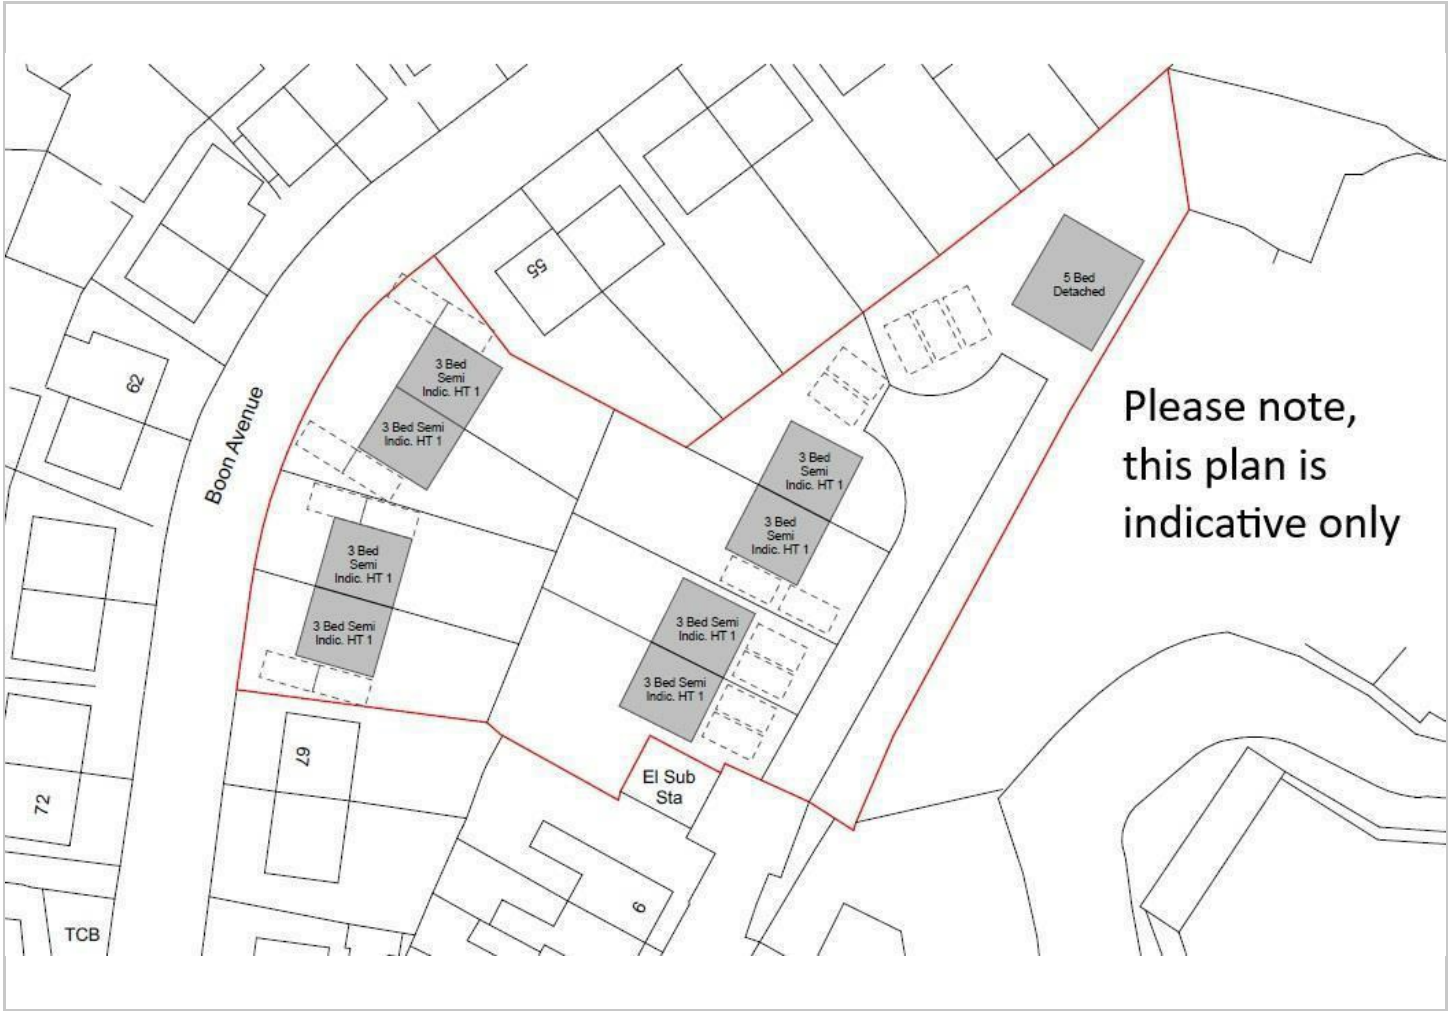 55
5 Bed
Detached
62
3 Bed
Semi
Indic. HT 1
3 Bed Semi
Indic. HT 1
Boon Avenue
Please note,
this plan is
indicative only
3 Bed
Semi
Indic. HT 1
3 Bed
Semi
Indic. HT 1
3 Bed
Semi
Indic. HT 1
3 Bed Semi
Indic. HT 1
3 Bed Semi
Indic. HT 1
3 Bed Semi
Indic. HT 1
67
El Sub
Sta
72
9
TCB